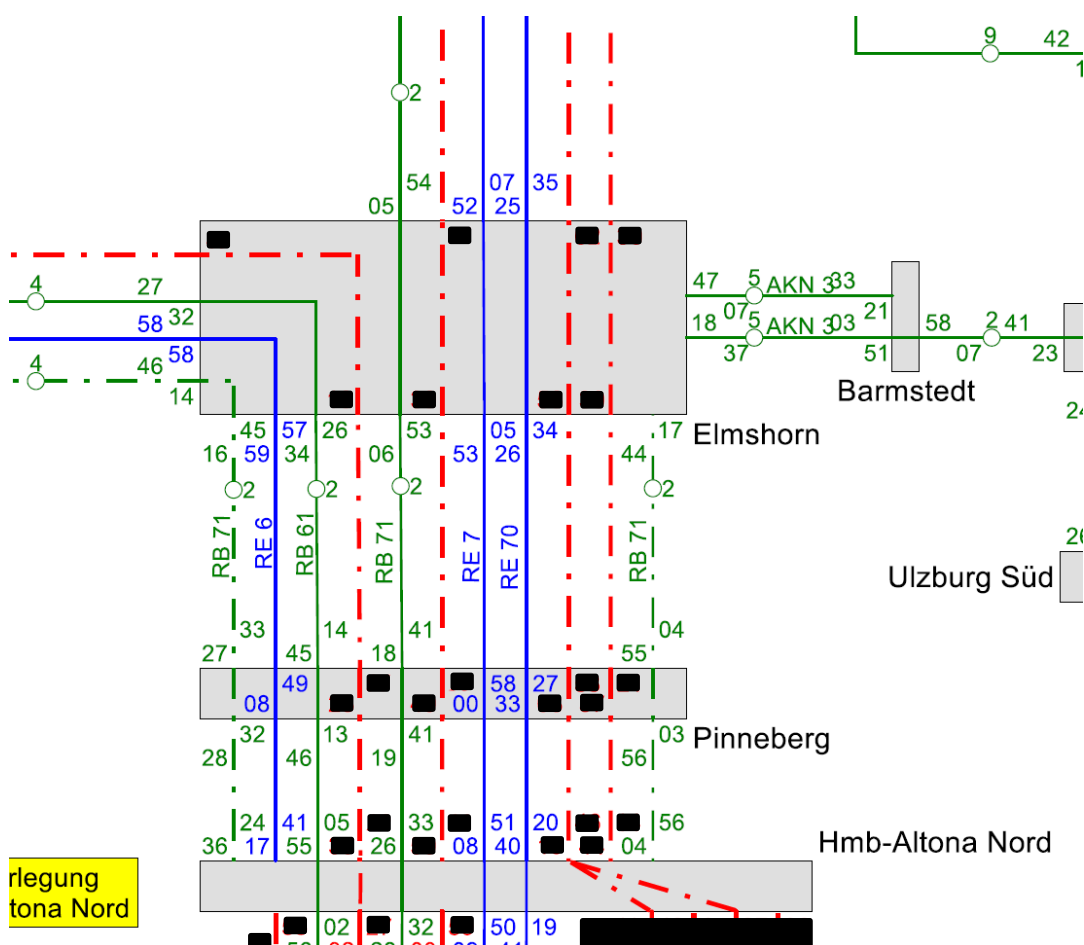 9 42
1
2
54
07 35
05
52 25
4 27
32
58
58
4 46
14
47 5 AKN 3 33
07 21
18 5 AKN 3 03
37 51
58 2 41
07 23
Barmstedt
24
45 57 26 53 05 34 17
Elmshorn
16 59 34 06 53 26 44
2 2 2 2
RB 71
RE 6
RB 61
RB 71
RE 7
RE 70
RB 71
26
Ulzburg Süd
33 14 41 04
27 45 18 55
49 58 27
08 00 33
32 13 41 03
Pinneberg
28 46 19 56
24 41 05 33 51 20 56
Hmb-Altona Nord
36 17 55 26 08 40 04
rlegung
tona Nord
02 32 50 19